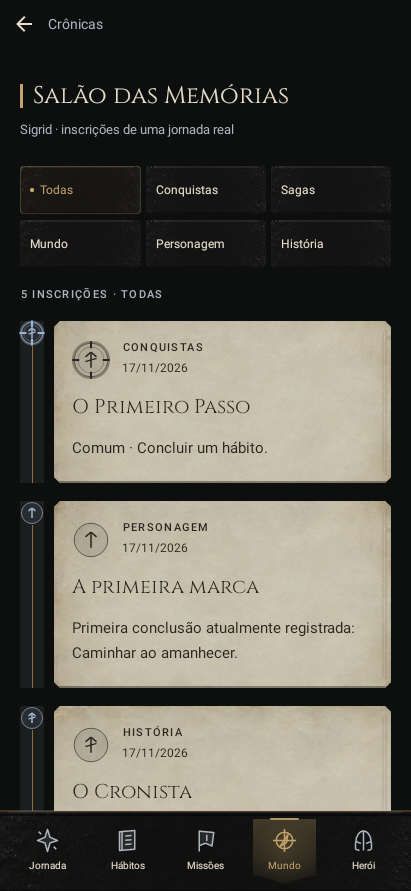 Crônicas
Salão das Memórias
Sigrid · inscrições de uma jornada real
• Todas
Conquistas
Sagas
Mundo
Personagem
História
5 INSCRIÇÕES · TODAS
CONQUISTAS
17/11/2026
O Primeiro Passo
Comum · Concluir um hábito.
PERSONAGEM
17/11/2026
A primeira marca
Primeira conclusão atualmente registrada:
Caminhar ao amanhecer.
HISTÓRIA
17/11/2026
O Cronista
Jornada
Hábitos
Missões
Mundo
Herói